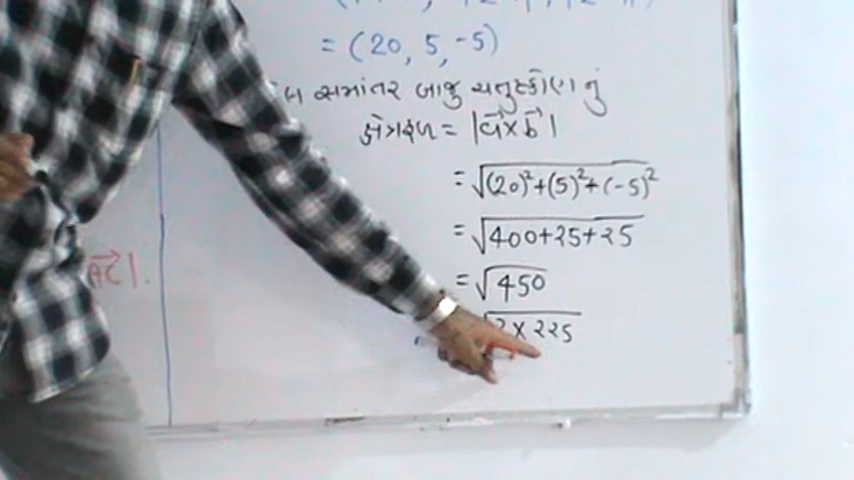 = (20, 5, -5)
સમાંતર બાજુ ચતુષ્કોણ નું
ક્ષેત્રફળ = |a⃗×b⃗|
= √(20)²+(5)²+(-5)²
= √400+25+25
= √450
√2×225
AC⃗|.